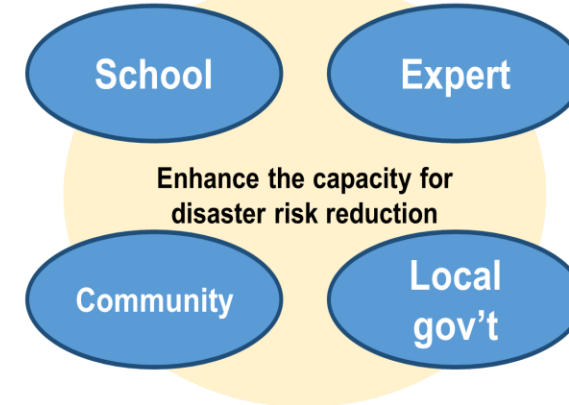 School
Expert
Enhance the capacity for
disaster risk reduction
Community
Local
gov’t